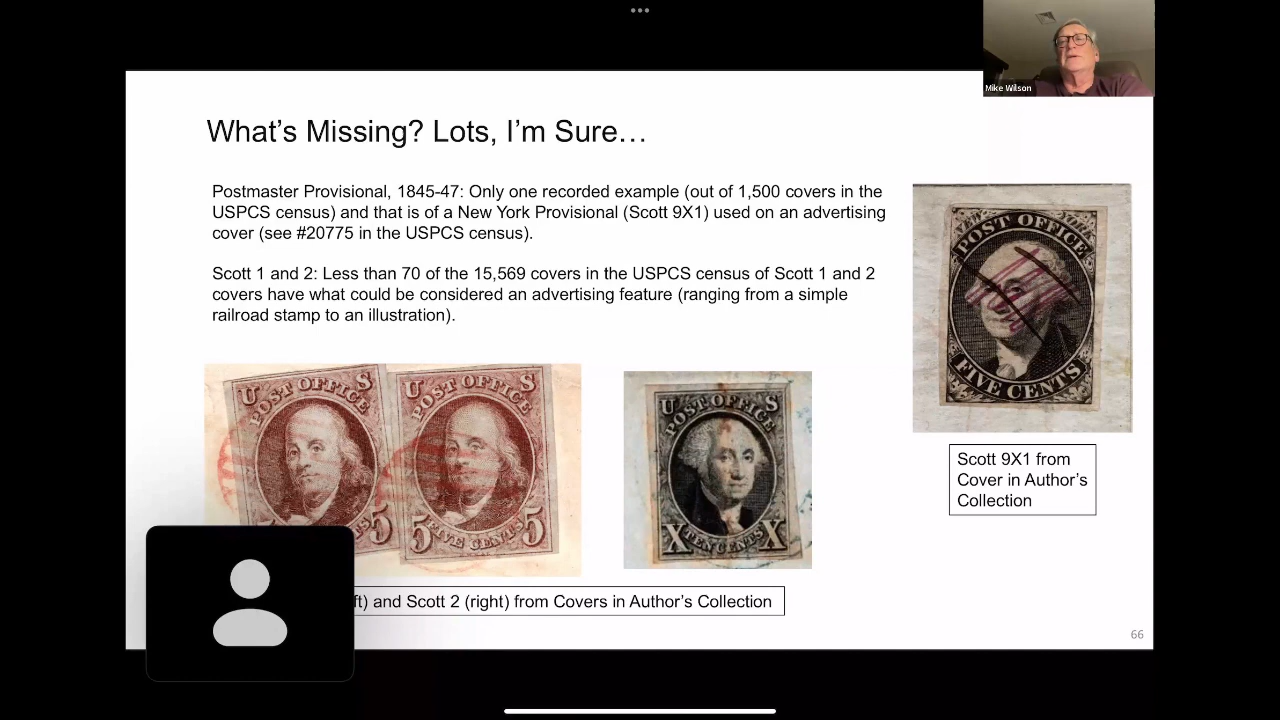 Mike Wilson
What's Missing? Lots, I'm Sure…
Postmaster Provisional, 1845-47: Only one recorded example (out of 1,500 covers in the
USPCS census) and that is of a New York Provisional (Scott 9X1) used on an advertising
cover (see #20775 in the USPCS census).
Scott 1 and 2: Less than 70 of the 15,569 covers in the USPCS census of Scott 1 and 2
covers have what could be considered an advertising feature (ranging from a simple
railroad stamp to an illustration).
POST OFFICE
FIVE CENTS
Scott 9X1 from
Cover in Author's
Collection
U S
POST OFFICE
5
U S
POST OFFICE
5 5
FIVE CENTS
U S
POST OFFICE
X X
TEN CENTS
ft) and Scott 2 (right) from Covers in Author's Collection
66